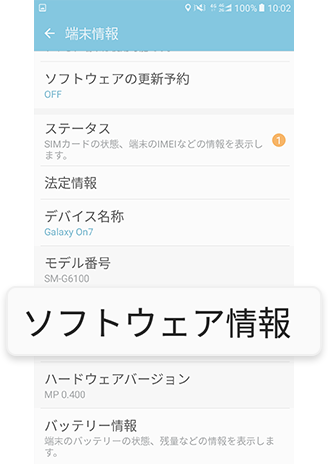 100% 10:02
端末情報
ソフトウェアの更新予約
OFF
ステータス
SIMカードの状態、端末のIMEIなどの情報を表示し
ます。
1
法定情報
デバイス名称
Galaxy On7
モデル番号
SM-G6100
ソフトウェア情報
ハードウェアバージョン
MP 0.400
バッテリー情報
端末のバッテリーの状態、残量などの情報を表示しま
す。